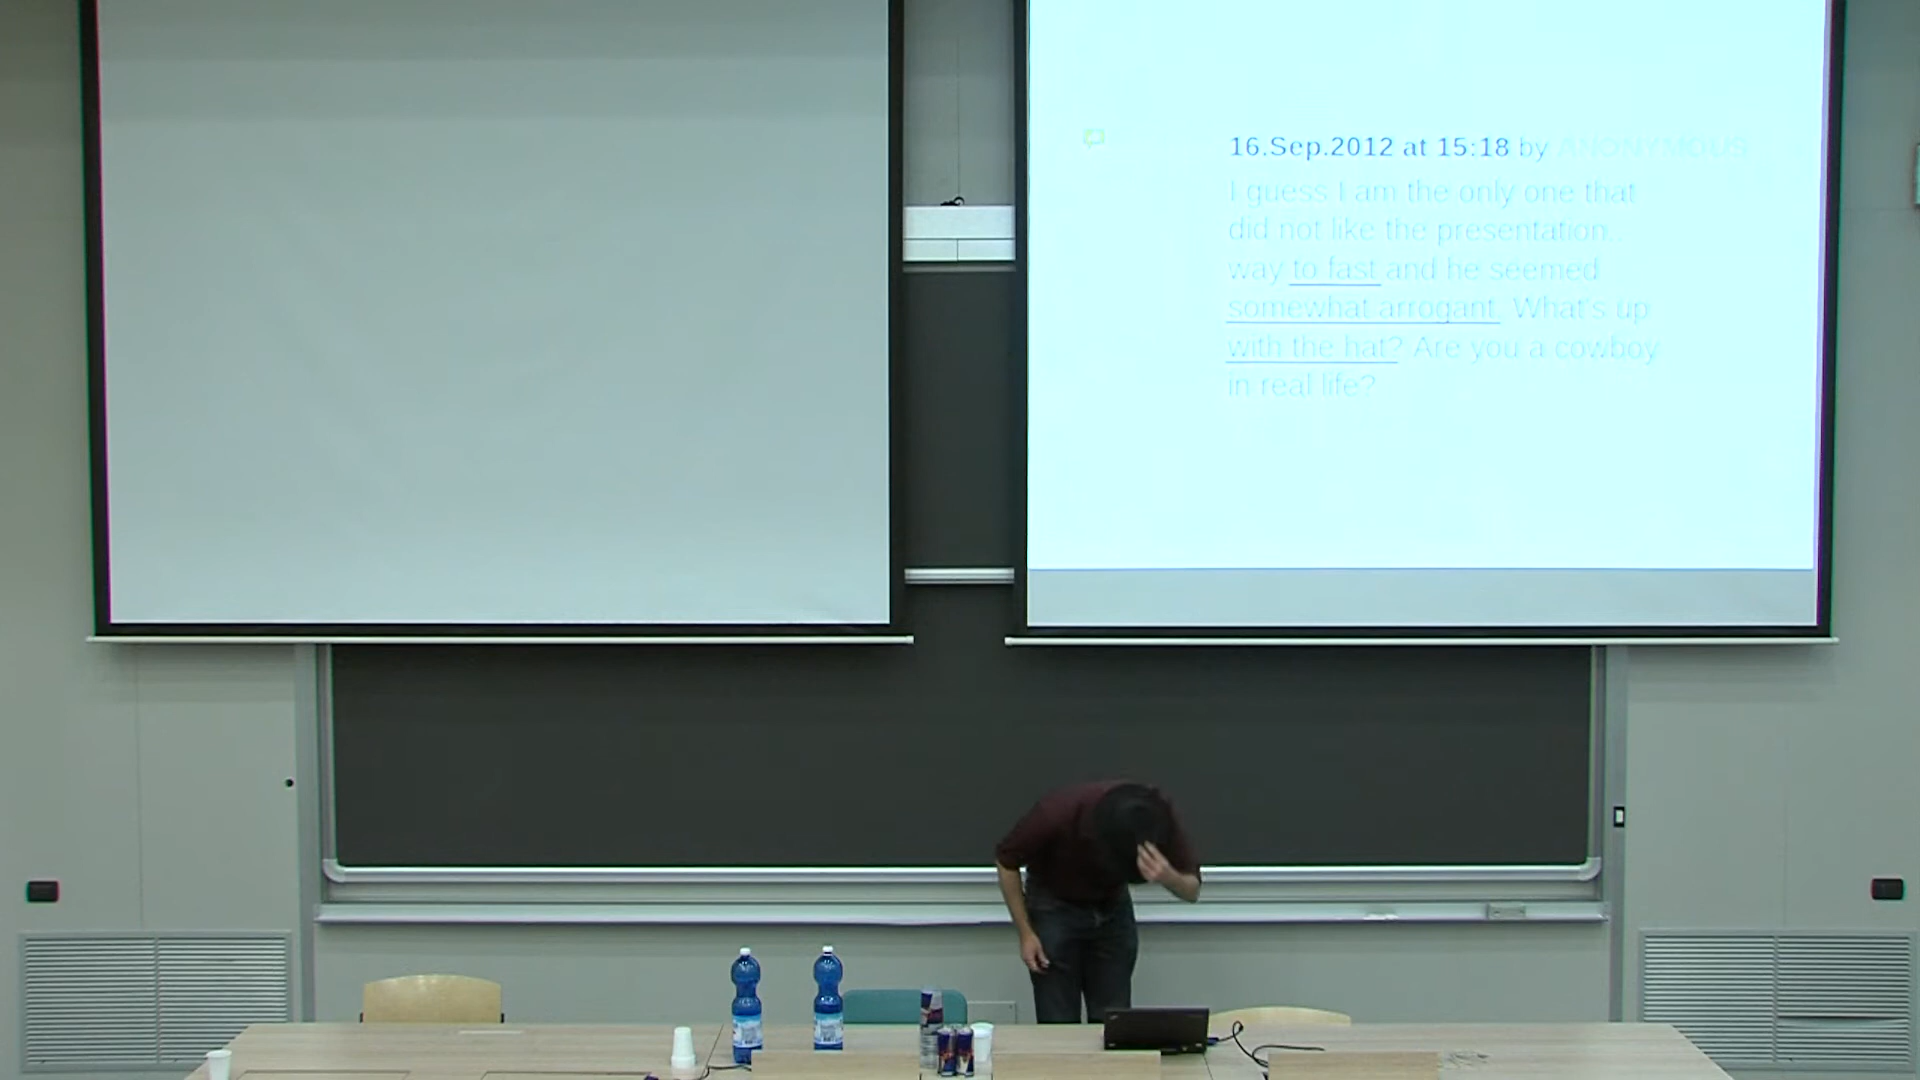 16.Sep.2012 at 15:18 by ANONYMOUS
I guess I am the only one that
did not like the presentation..
way to fast and he seemed
somewhat arrogant. What's up
with the hat? Are you a cowboy
in real life?